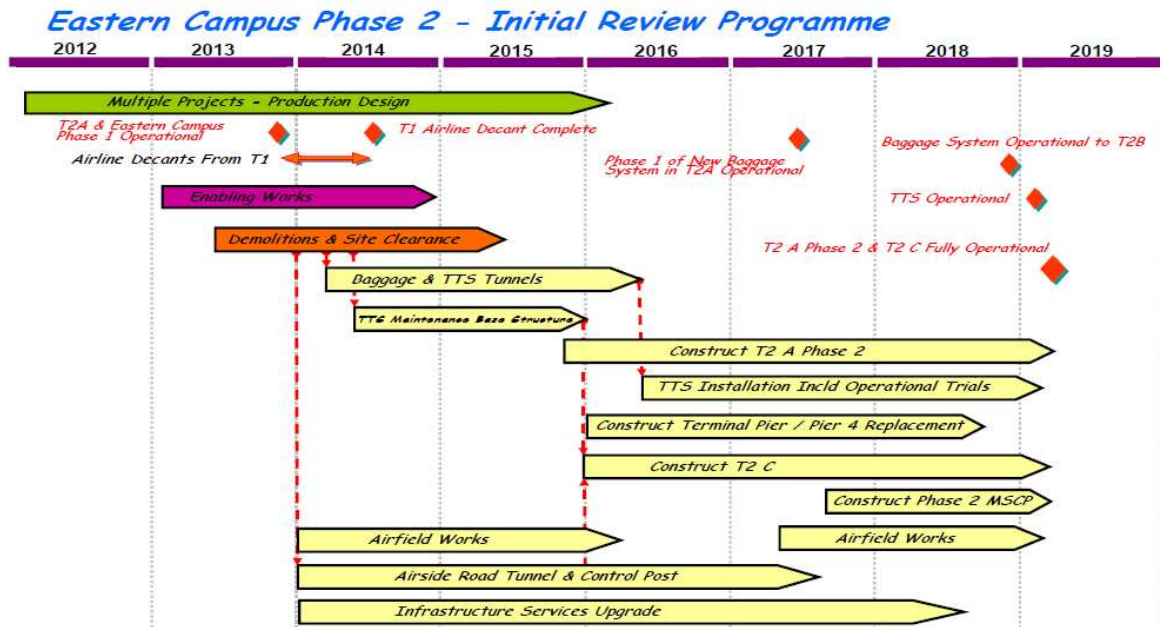 Eastern Campus Phase 2 - Initial Review Programme
2012 2013 2014 2015 2016 2017 2018 2019
Multiple Projects - Production Design
T2A & Eastern Campus
Phase 1 Operational
T1 Airline Decant Complete
Airline Decants From T1
Phase 1 of New Baggage
System in T2A Operational
Baggage System Operational to T2B
Enabling Works
TTS Operational
Demolitions & Site Clearance
T2 A Phase 2 & T2 C Fully Operational
Baggage & TTS Tunnels
TTS Maintenance Base Structure
Construct T2 A Phase 2
TTS Installation Incld Operational Trials
Construct Terminal Pier / Pier 4 Replacement
Construct T2 C
Construct Phase 2 MSCP
Airfield Works
Airfield Works
Airside Road Tunnel & Control Post
Infrastructure Services Upgrade